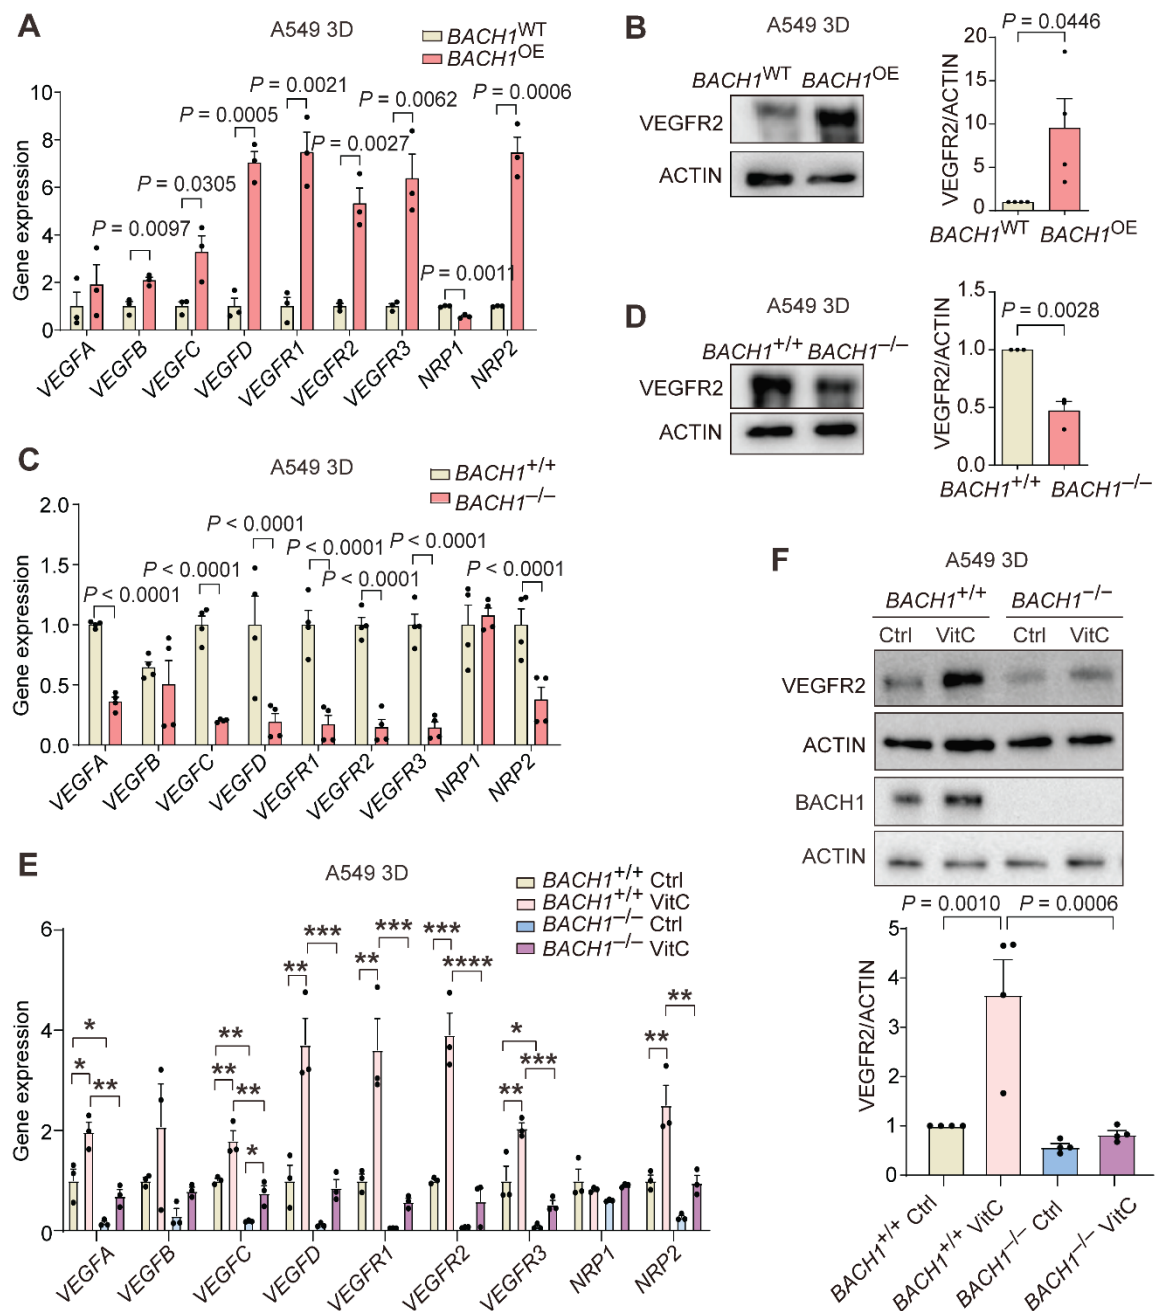 A
A549 3D
BACH1WT
BACH1OE
P = 0.0021
P = 0.0005
P = 0.0062
P = 0.0006
P = 0.0027
P = 0.0305
P = 0.0097
P = 0.0011
Gene expression
10
8
6
4
2
0
VEGFA
VEGFB
VEGFC
VEGFD
VEGFR1
VEGFR2
VEGFR3
NRP1
NRP2
B
A549 3D
BACH1WT BACH1OE
VEGFR2
ACTIN
P = 0.0446
VEGFR2/ACTIN
20
15
10
5
0
BACH1WT BACH1OE
C
A549 3D
BACH1+/+
BACH1−/−
P < 0.0001
P < 0.0001 P < 0.0001
P < 0.0001
P < 0.0001 P < 0.0001 P < 0.0001
Gene expression
2.0
1.5
1.0
0.5
0.0
VEGFA
VEGFB
VEGFC
VEGFD
VEGFR1
VEGFR2
VEGFR3
NRP1
NRP2
D
A549 3D
BACH1+/+ BACH1−/−
VEGFR2
ACTIN
P = 0.0028
VEGFR2/ACTIN
1.5
1.0
0.5
0.0
BACH1+/+ BACH1−/−
E
A549 3D
BACH1+/+ Ctrl
BACH1+/+ VitC
BACH1−/− Ctrl
BACH1−/− VitC
*** *** ***
** ** ****
* ** * ** **
* ** ** ** *** **
*
Gene expression
6
4
2
0
VEGFA
VEGFB
VEGFC
VEGFD
VEGFR1
VEGFR2
VEGFR3
NRP1
NRP2
F
A549 3D
BACH1+/+ BACH1−/−
Ctrl VitC Ctrl VitC
VEGFR2
ACTIN
BACH1
ACTIN
P = 0.0010 P = 0.0006
VEGFR2/ACTIN
5
4
3
2
1
0
BACH1+/+ Ctrl
BACH1+/+ VitC
BACH1−/− Ctrl
BACH1−/− VitC